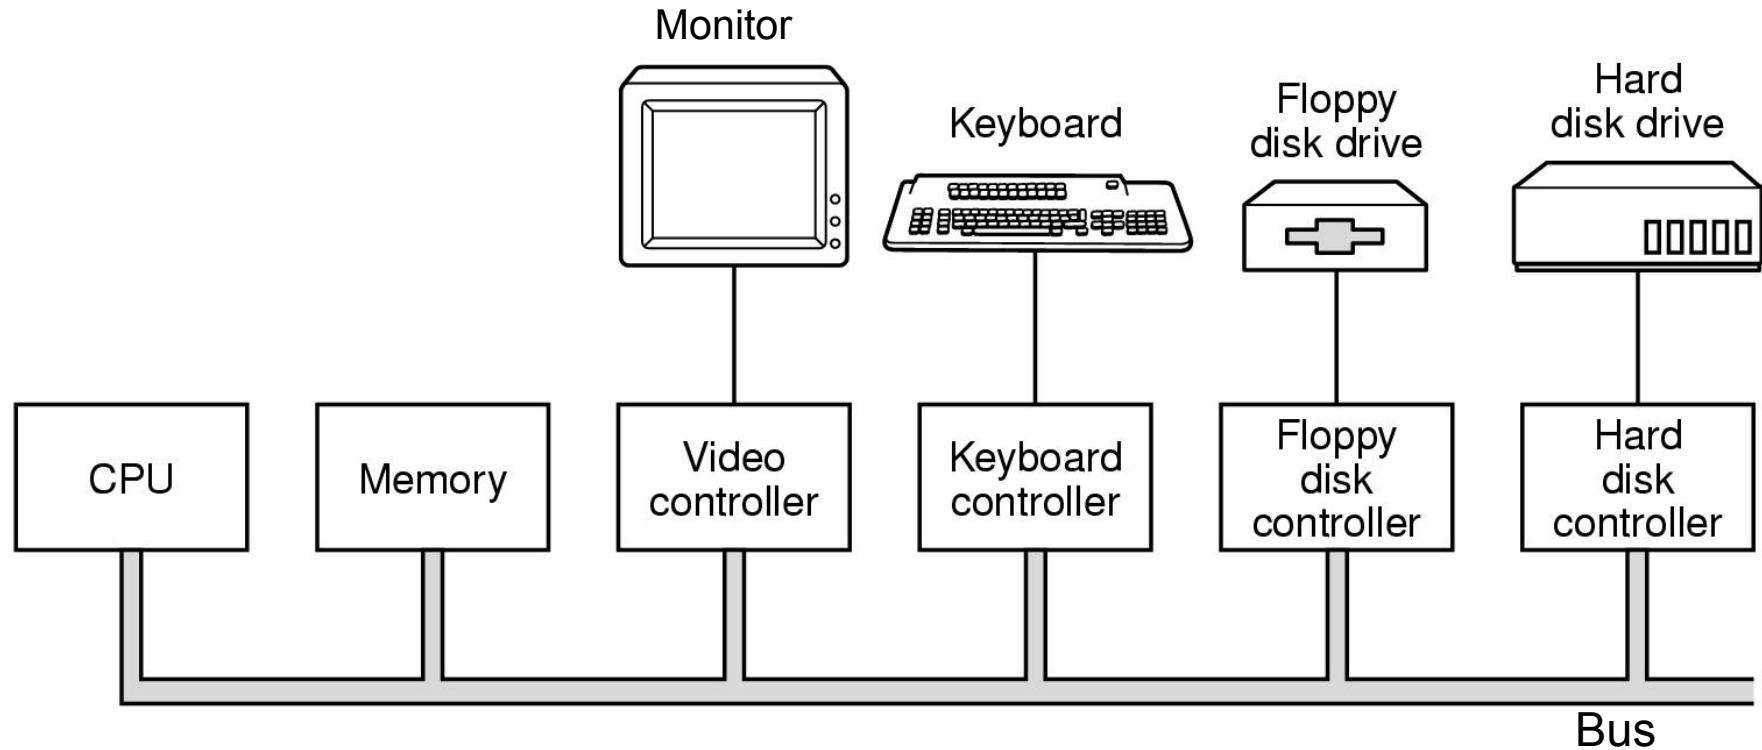 Monitor
Keyboard
Floppy
disk drive
Hard
disk drive
CPU
Memory
Video
controller
Keyboard
controller
Floppy
disk
controller
Hard
disk
controller
Bus